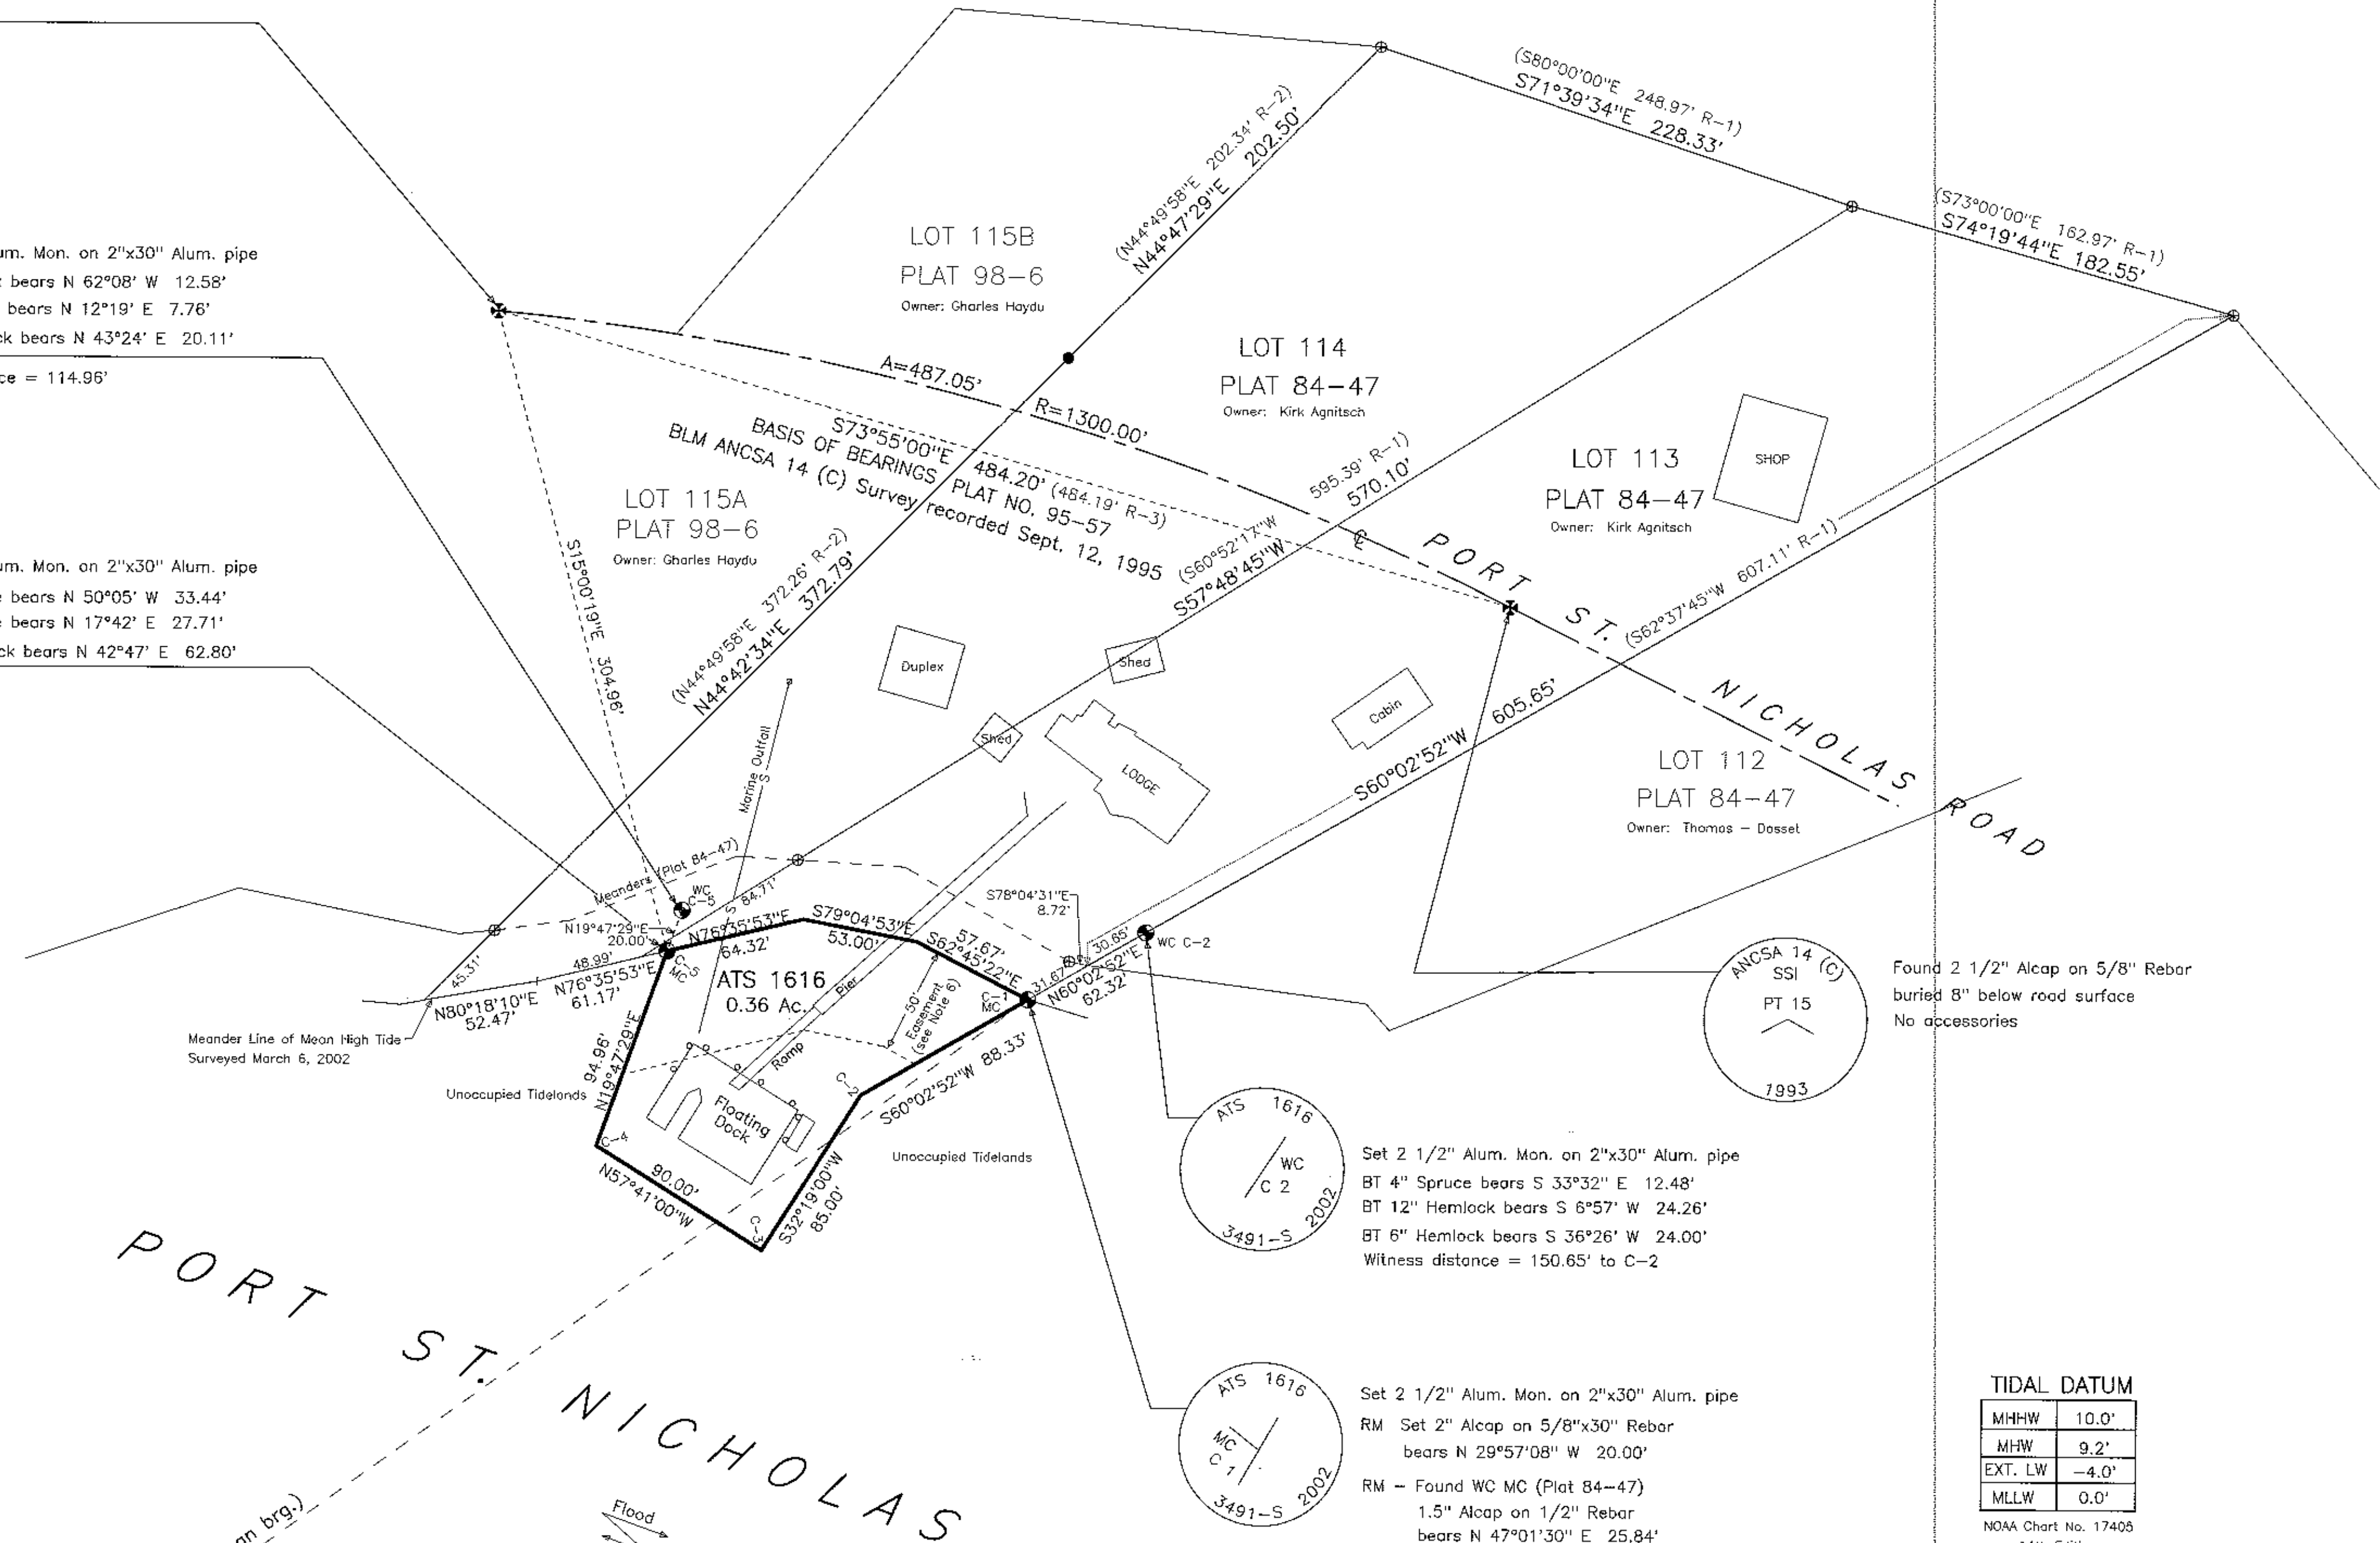 (S80°00'00"E 248.97' R-1)
S71°39'34"E 228.33'
(S73°00'00"E 162.97' R-1)
S74°19'44"E 182.55'
(N44°49'58"E 202.34' R-2)
N44°47'29"E 202.50'
LOT 115B
PLAT 98-6
Owner: Gharles Haydu
um. Mon. on 2"x30" Alum. pipe
bears N 62°08' W 12.58'
bears N 12°19' E 7.76'
ck bears N 43°24' E 20.11'
ce = 114.96'
LOT 114
PLAT 84-47
Owner: Kirk Agnitsch
A=487.05'
R=1300.00'
S73°55'00"E 484.20' (484.19' R-3)
BASIS OF BEARINGS PLAT NO. 95-57
BLM ANCSA 14 (C) Survey recorded Sept. 12, 1995
LOT 113
PLAT 84-47
Owner: Kirk Agnitsch
SHOP
LOT 115A
PLAT 98-6
Owner: Gharles Haydu
595.39' R-1)
570.10'
(S60°52'17"W
S57°48'45"W
um. Mon. on 2"x30" Alum. pipe
e bears N 50°05' W 33.44'
e bears N 17°42' E 27.71'
ck bears N 42°47' E 62.80'
S15°00'19"E 304.96'
(N44°49'58"E 372.26' R-2)
N44°42'34"E 372.79'
PORT ST. NICHOLAS ROAD
(S62°37'45"W 607.11' R-1)
S60°02'52"W 605.65'
Duplex
Shed
Shed
LODGE
Cabin
LOT 112
PLAT 84-47
Owner: Thomas - Dosset
Marine Outfall
S
S
Meanders (Plat 84-47)
84.71'
WC
C-5
N19°47'29"E
20.00'
N76°35'53"E
64.32'
S79°04'53"E
53.00'
57.67'
S62°45'22"E
S78°04'31"E
8.72'
30.65'
WC C-2
31.67'
N60°02'52"E
62.32'
C-1
MC
C-5
MC
48.99'
N76°35'53"E
61.17'
45.31'
N80°18'10"E
52.47'
ATS 1616
0.36 Ac.
Pier
Ramp
50'
Easement
(see Note 6)
Meander Line of Mean High Tide
Surveyed March 6, 2002
94.96'
N19°47'29"E
Unoccupied Tidelands
Floating
Dock
C-2
S60°02'52"W 88.33'
Unoccupied Tidelands
C-4
90.00'
N57°41'00"W
C-3
S32°19'00"W
85.00'
ANCSA 14 (C)
SSI
PT 15
1993
Found 2 1/2" Alcap on 5/8" Rebar
buried 8" below road surface
No accessories
ATS 1616
WC
C 2
3491-S 2002
Set 2 1/2" Alum. Mon. on 2"x30" Alum. pipe
BT 4" Spruce bears S 33°32" E 12.48'
BT 12" Hemlock bears S 6°57' W 24.26'
BT 6" Hemlock bears S 36°26' W 24.00'
Witness distance = 150.65' to C-2
ATS 1616
MC
C 1
3491-S 2002
Set 2 1/2" Alum. Mon. on 2"x30" Alum. pipe
RM Set 2" Alcap on 5/8"x30" Rebar
bears N 29°57'08" W 20.00'
RM - Found WC MC (Plat 84-47)
1.5" Alcap on 1/2" Rebar
bears N 47°01'30" E 25.84'
PORT ST. NICHOLAS
an brg.)
Flood
TIDAL DATUM
MHHW 10.0'
MHW 9.2'
EXT. LW -4.0'
MLLW 0.0'
NOAA Chart No. 17405